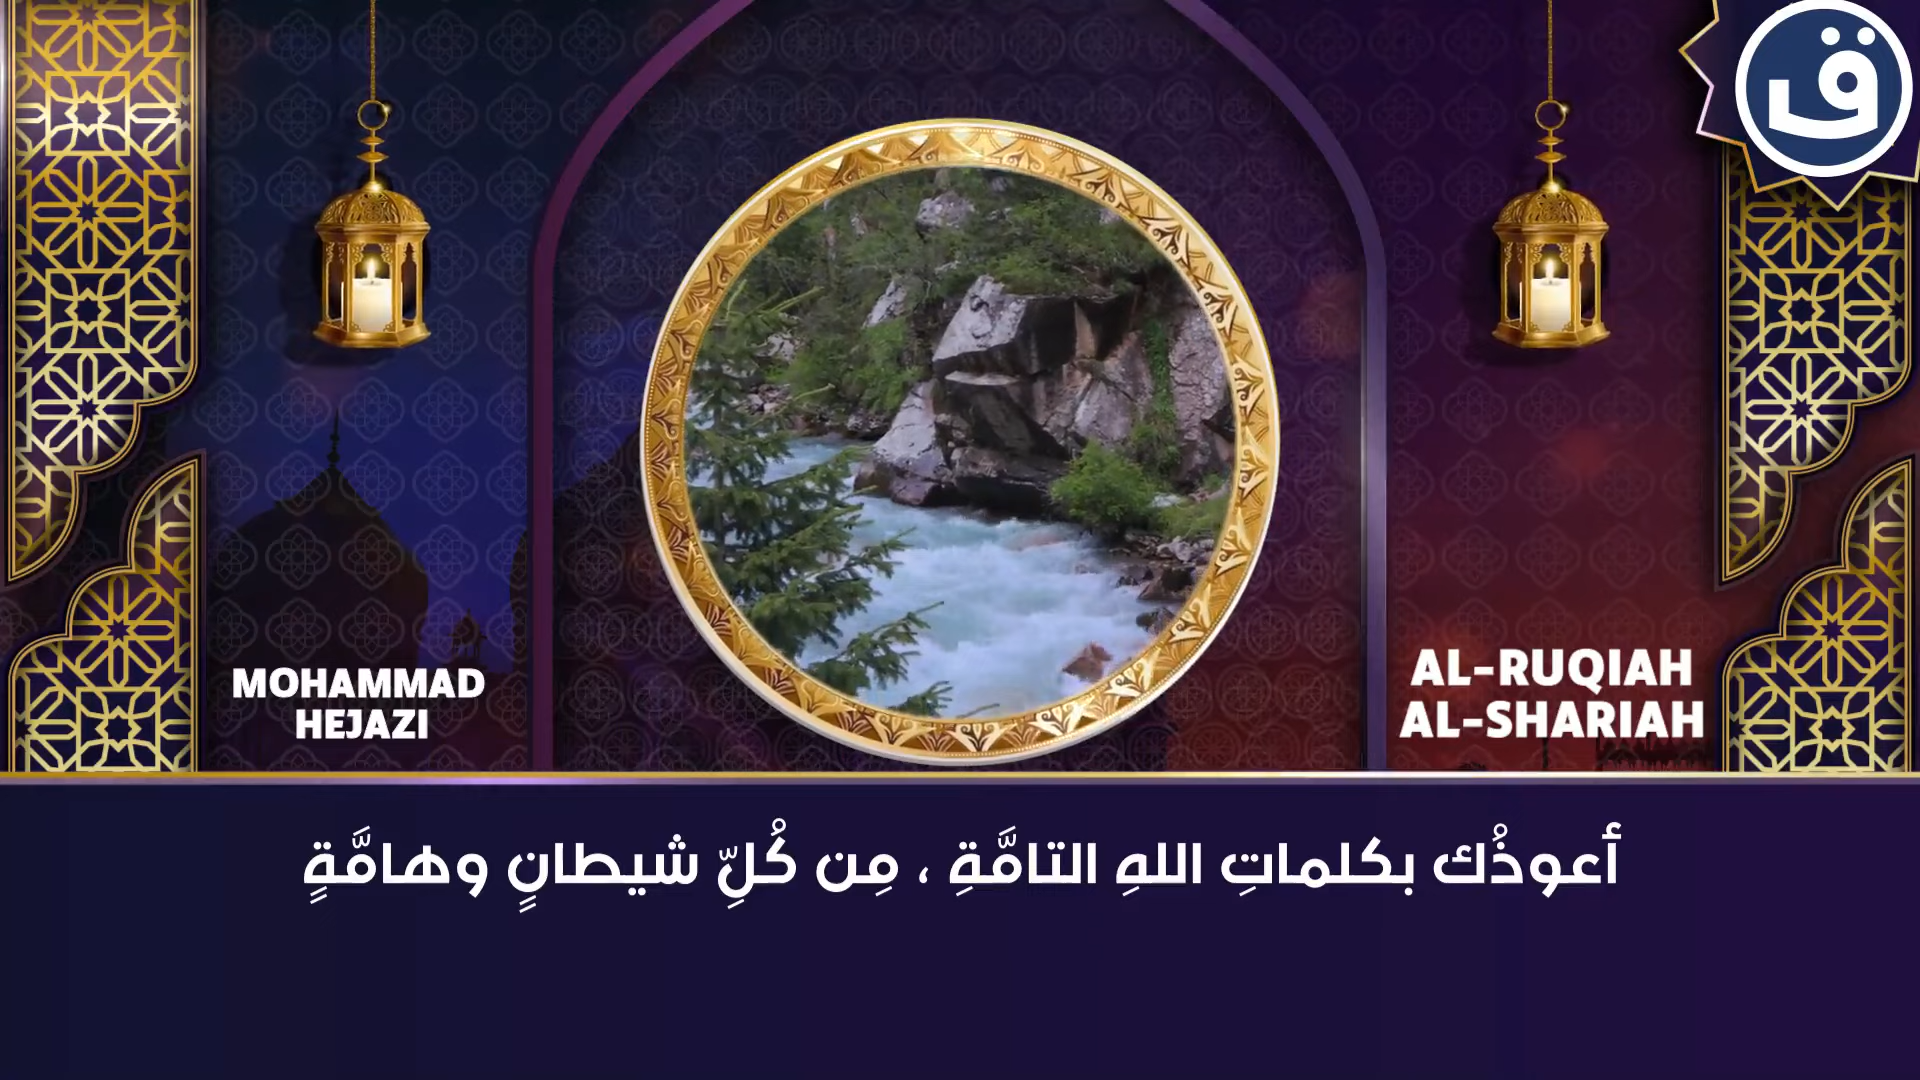 ق
MOHAMMAD
HEJAZI
AL-RUQIAH
AL-SHARIAH
أعوذُك بكلماتِ اللهِ التامَّةِ ، مِن كُلِّ شيطانٍ وهامَّةٍ